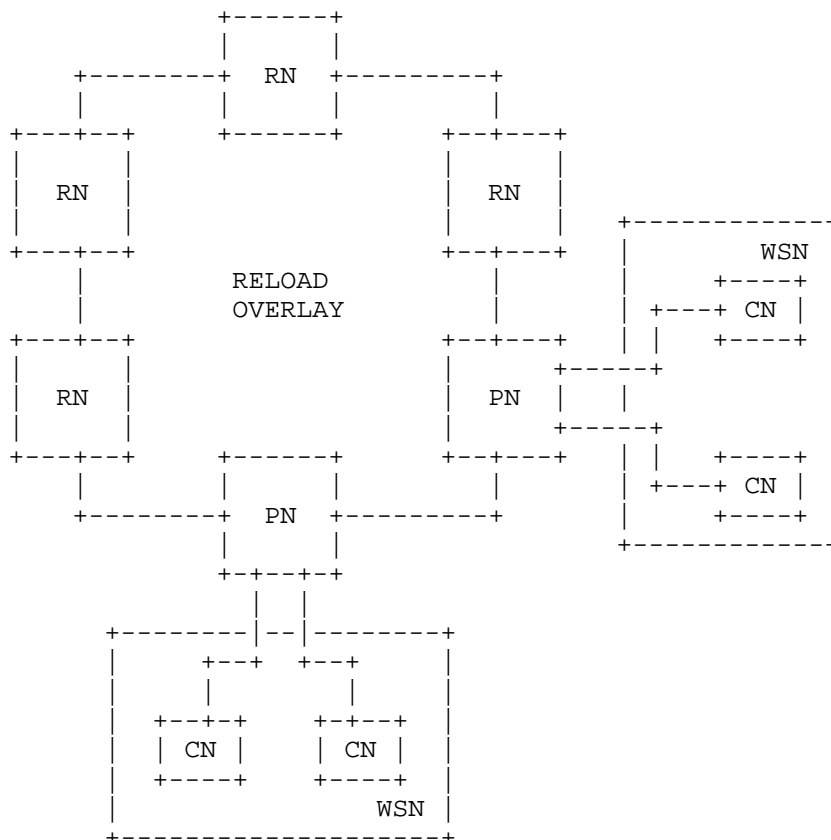 RN
RN RN
WSN
RELOAD
OVERLAY
CN
RN PN
PN CN
CN CN
WSN